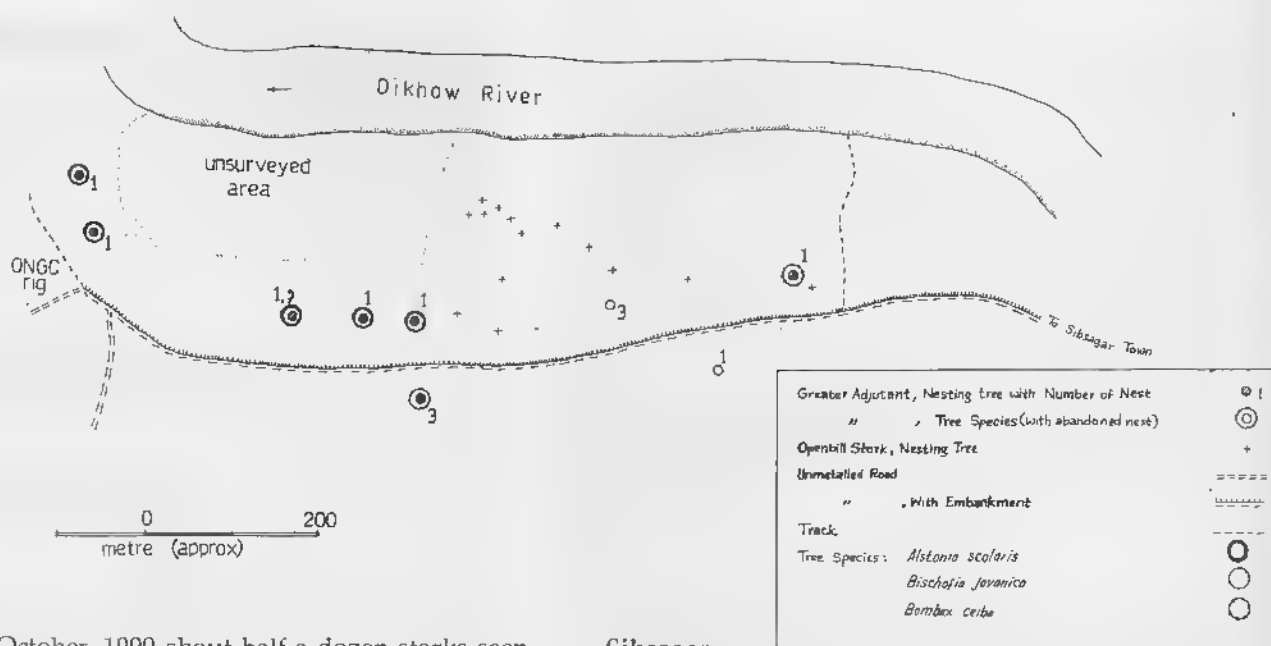 Dikhow River
unsurveyed
area
1
1
ONGC
rig
1,?
1
1
3
1
1
3
To Sibsagar Town
0 200
metre (approx)
Greater Adjutant, Nesting tree with Number of Nest 1
" , Tree Species (with abandoned nest)
Openbill Stork, Nesting Tree +
Unmetalled Road
" , With Embankment
Track
Tree Species: Alstonia scolaris
Bischofia javanica
Bombax ceiba
October, 1990 about half a dozen storks seen
Sibsagar